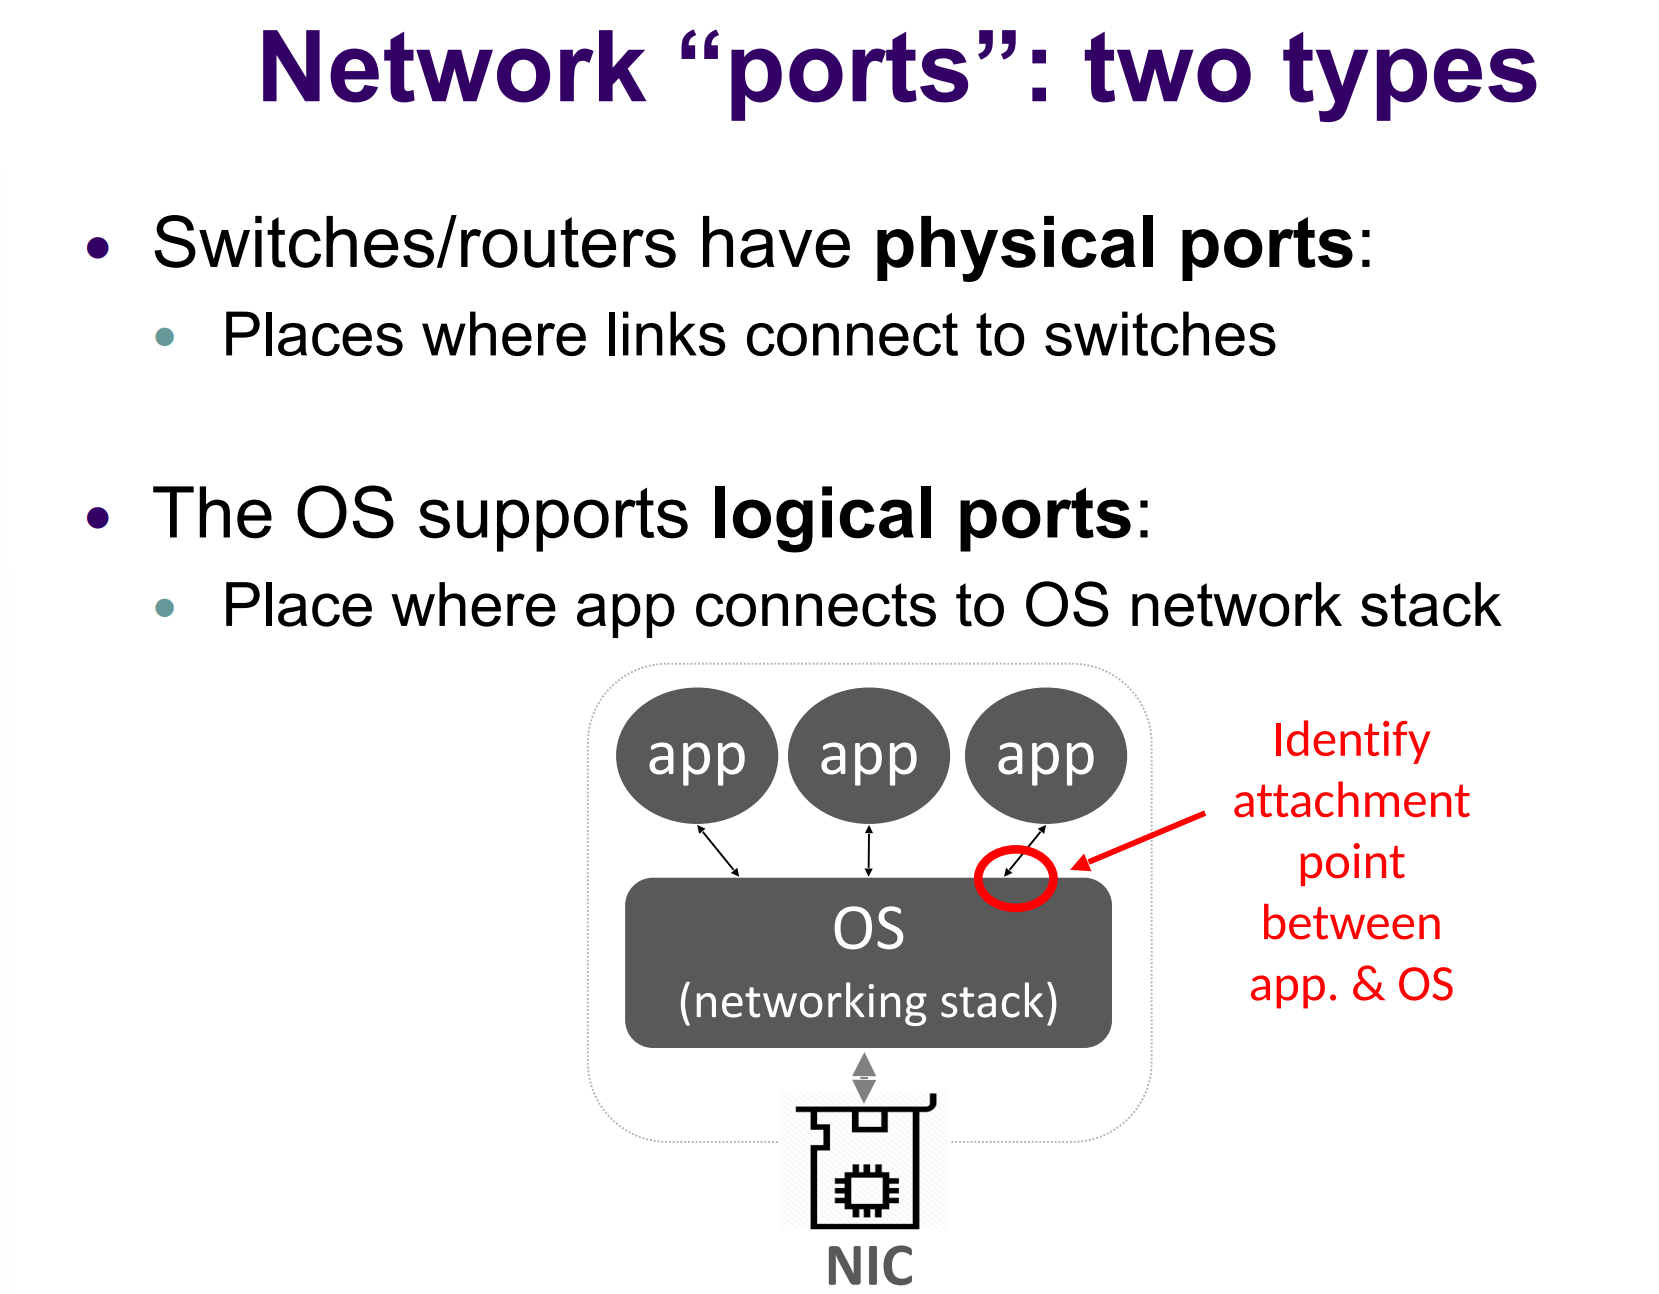 Network “ports”: two types
• Switches/routers have physical ports:
• Places where links connect to switches
• The OS supports logical ports:
• Place where app connects to OS network stack
app app app
Identify
attachment
point
between
app. & OS
OS
(networking stack)
NIC